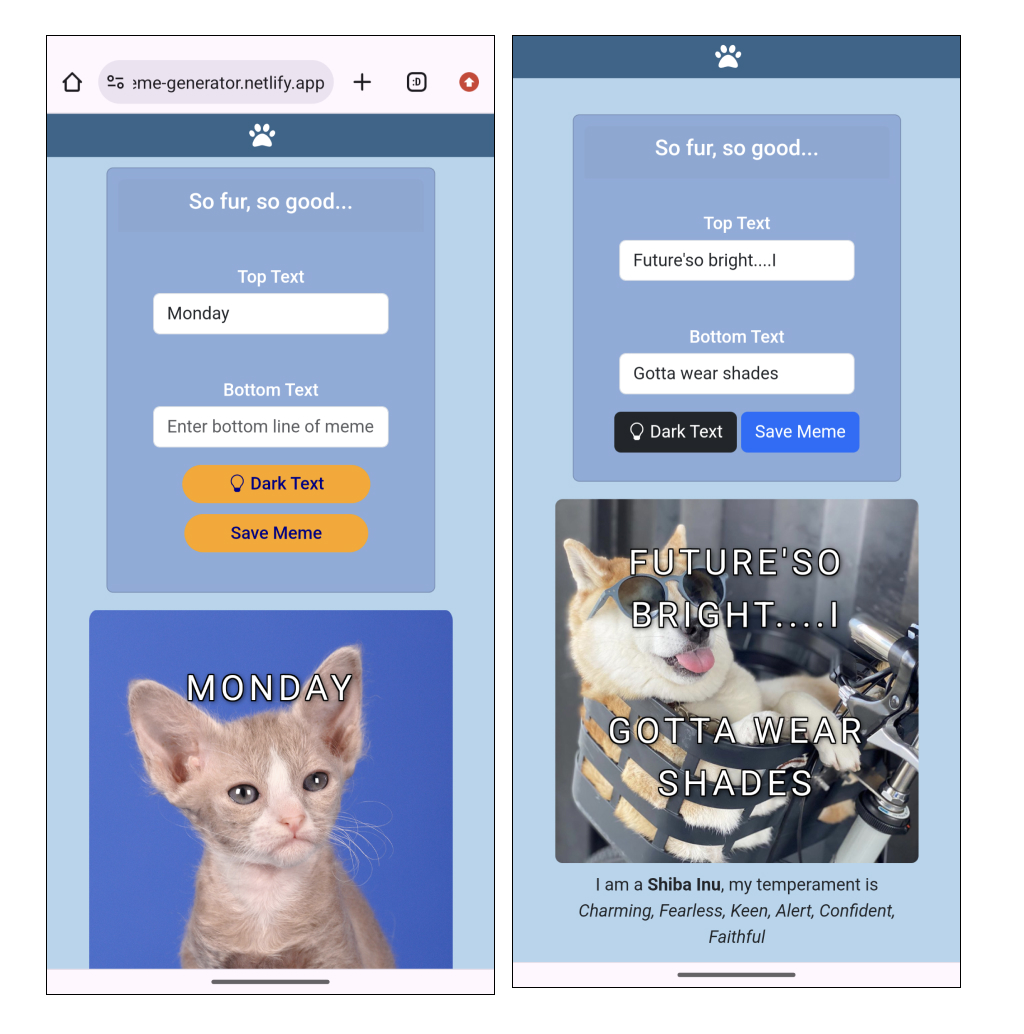 eme-generator.netlify.app
:D
So fur, so good...
Top Text
Monday
Bottom Text
Enter bottom line of meme
Dark Text
Save Meme
MONDAY
So fur, so good...
Top Text
Future'so bright....I
Bottom Text
Gotta wear shades
Dark Text Save Meme
FUTURE'SO
BRIGHT....I
GOTTA WEAR
SHADES
I am a Shiba Inu, my temperament is
Charming, Fearless, Keen, Alert, Confident,
Faithful